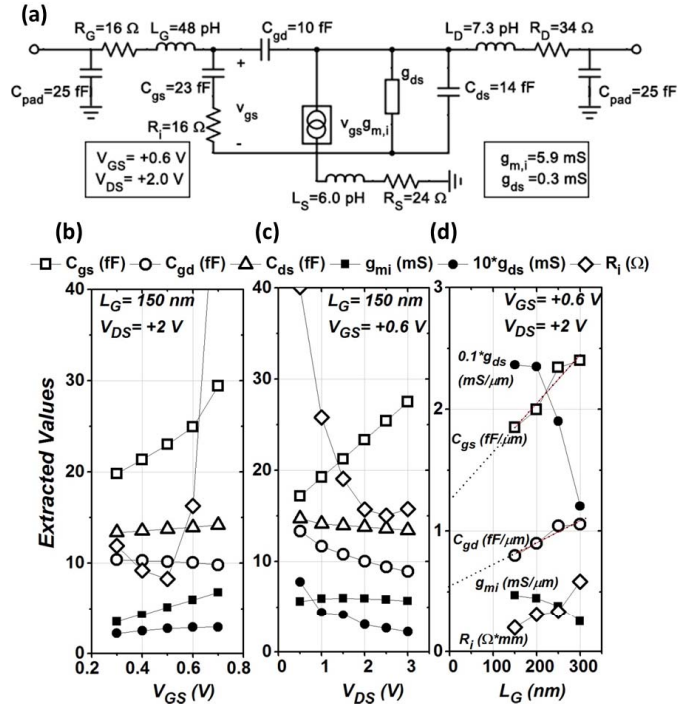 (a)
R_G=16 Ω L_G=48 pH C_gd=10 fF L_D=7.3 pH R_D=34 Ω
C_pad=25 fF C_gs=23 fF + v_gs - g_ds C_ds=14 fF C_pad=25 fF
R_i=16 Ω v_gs g_m,i
V_GS= +0.6 V
V_DS= +2.0 V
g_m,i=5.9 mS
g_ds =0.3 mS
L_S=6.0 pH R_S=24 Ω
(b) (c) (d)
C_gs (fF) C_gd (fF) C_ds (fF) g_mi (mS) 10*g_ds (mS) R_i (Ω)
Extracted Values
40
30
20
10
0
L_G= 150 nm
V_DS= +2 V
0.2 0.4 0.6 0.8
V_GS (V)
40
30
20
10
0
L_G= 150 nm
V_GS= +0.6 V
0 1 2 3
V_DS (V)
3
2
1
0
V_GS= +0.6 V
V_DS= +2 V
0.1*g_ds
(mS/μm)
C_gs (fF/μm)
C_gd (fF/μm)
g_mi (mS/μm)
R_i (Ω*mm)
0 100 200 300
L_G (nm)